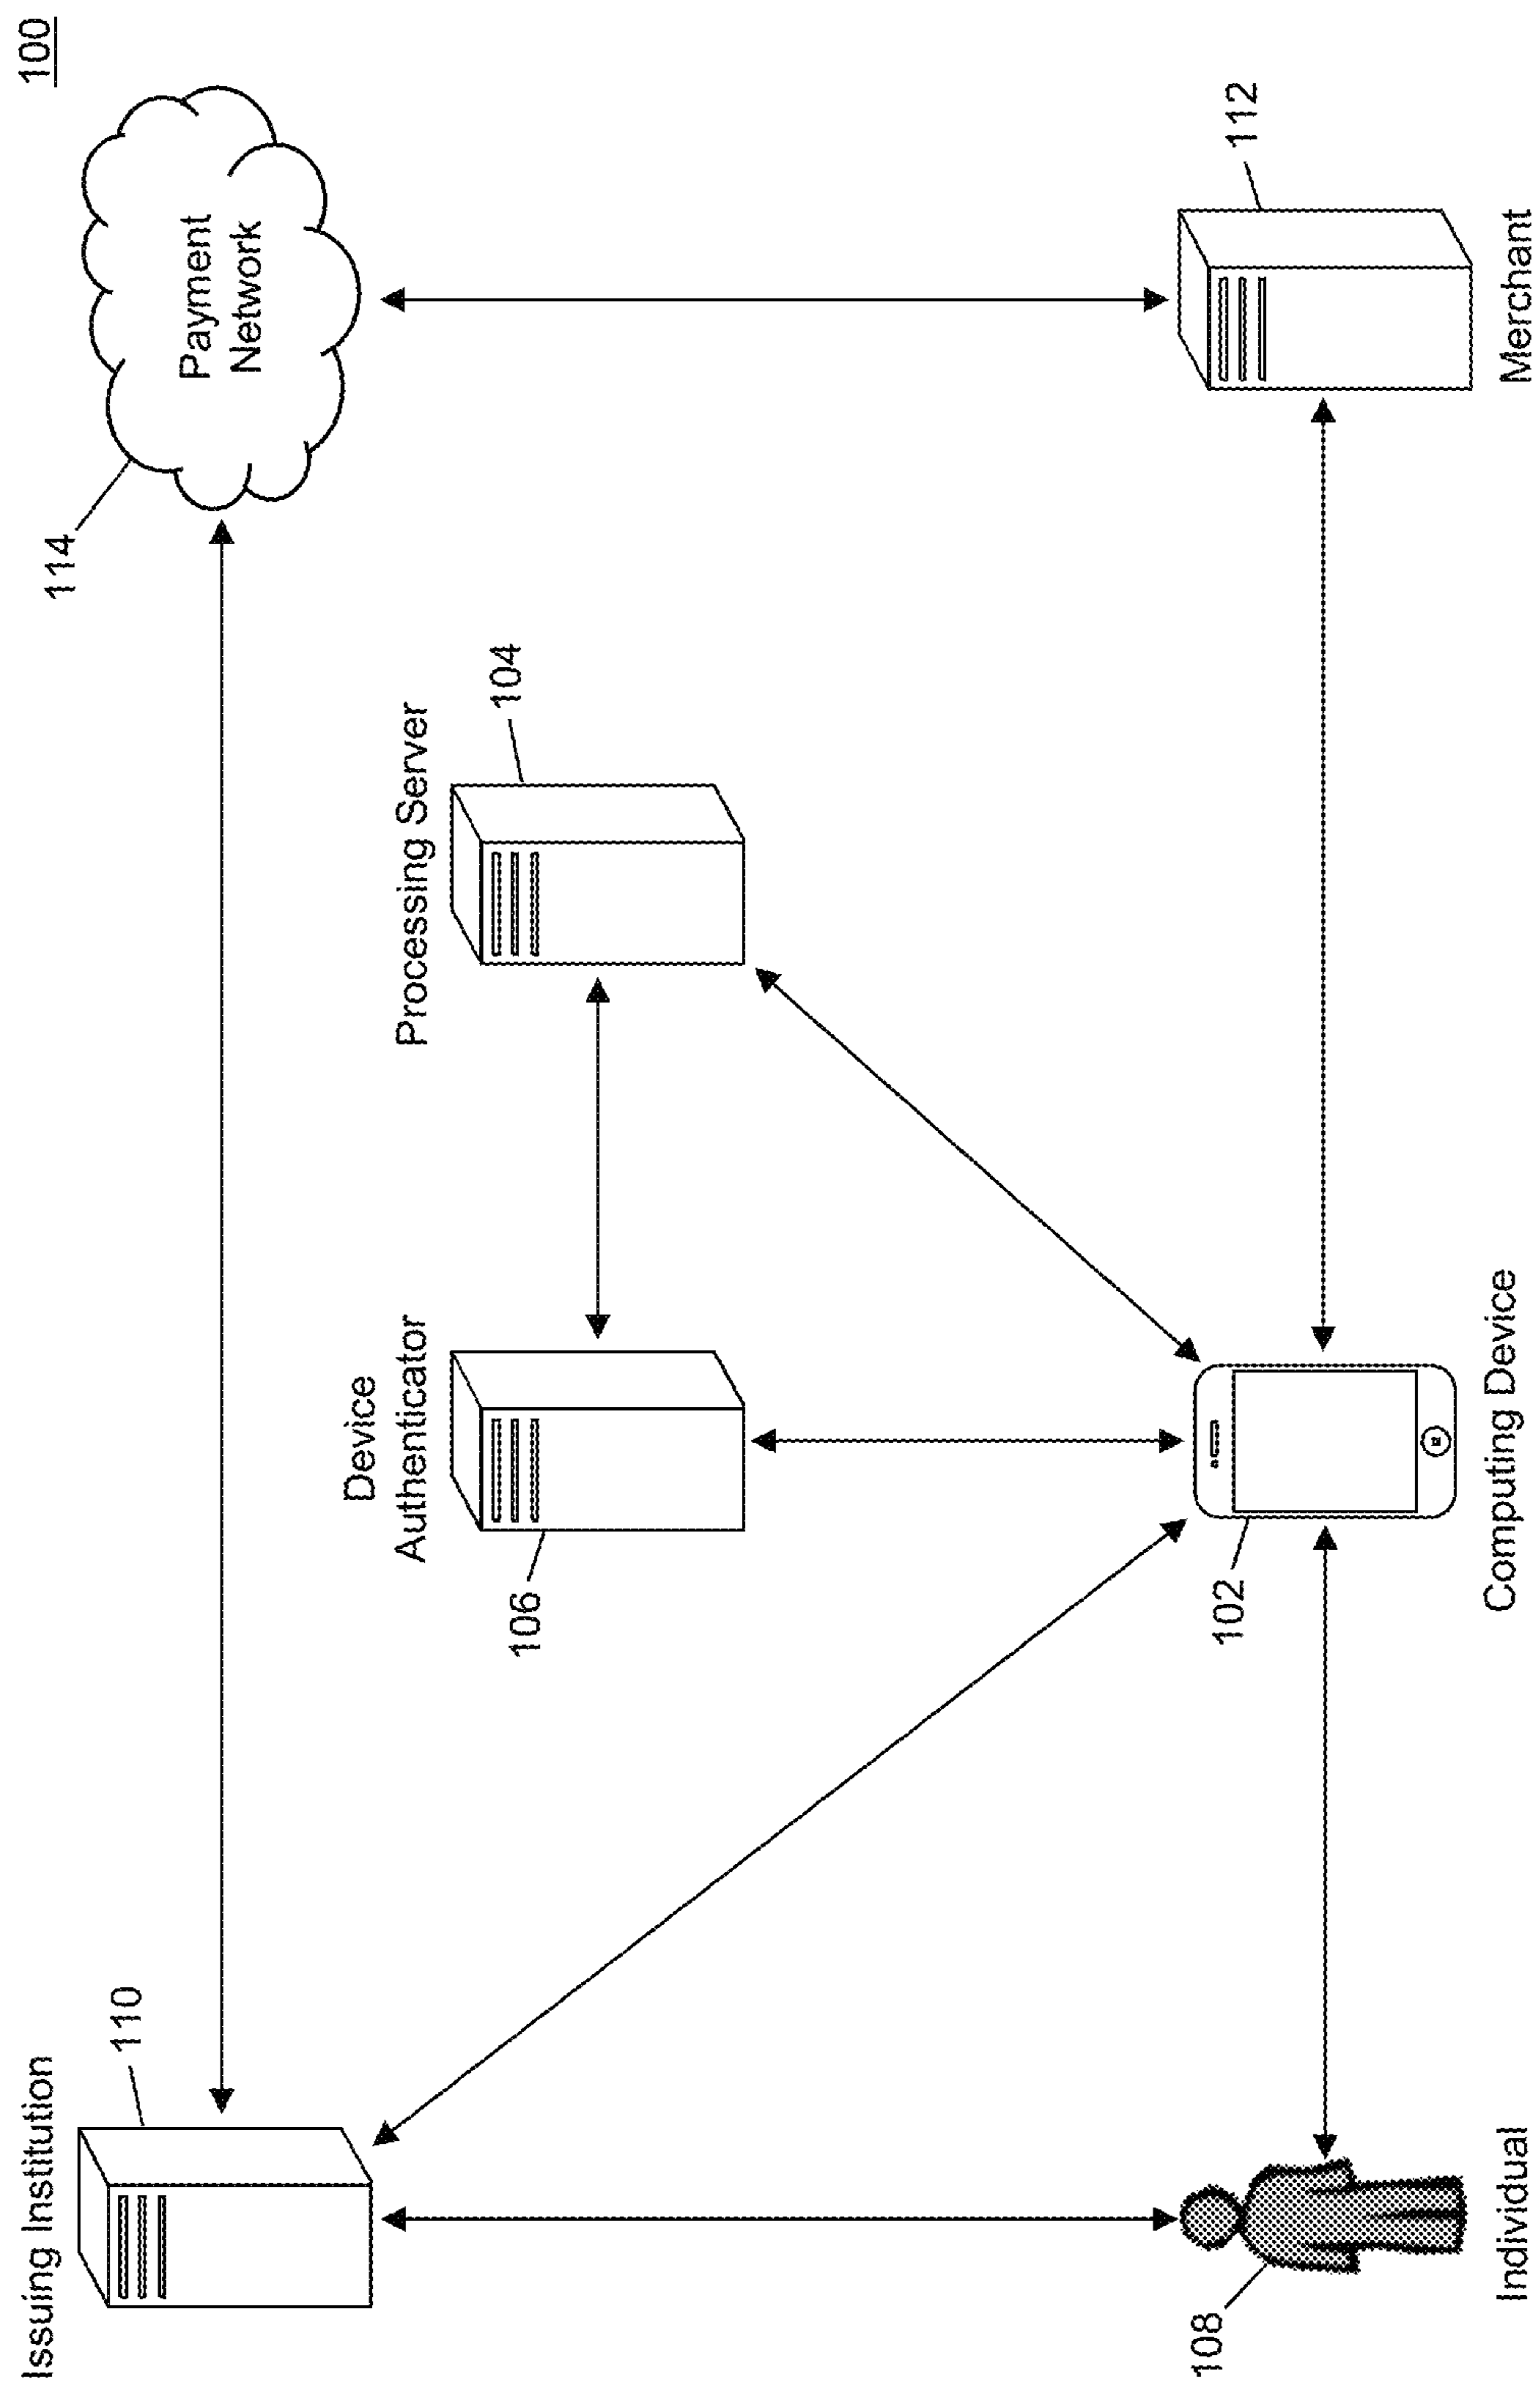 100
Issuing Institution
110
114
Payment
Network
Device
Authenticator
106
Processing Server
104
108
Individual
102
Computing Device
112
Merchant